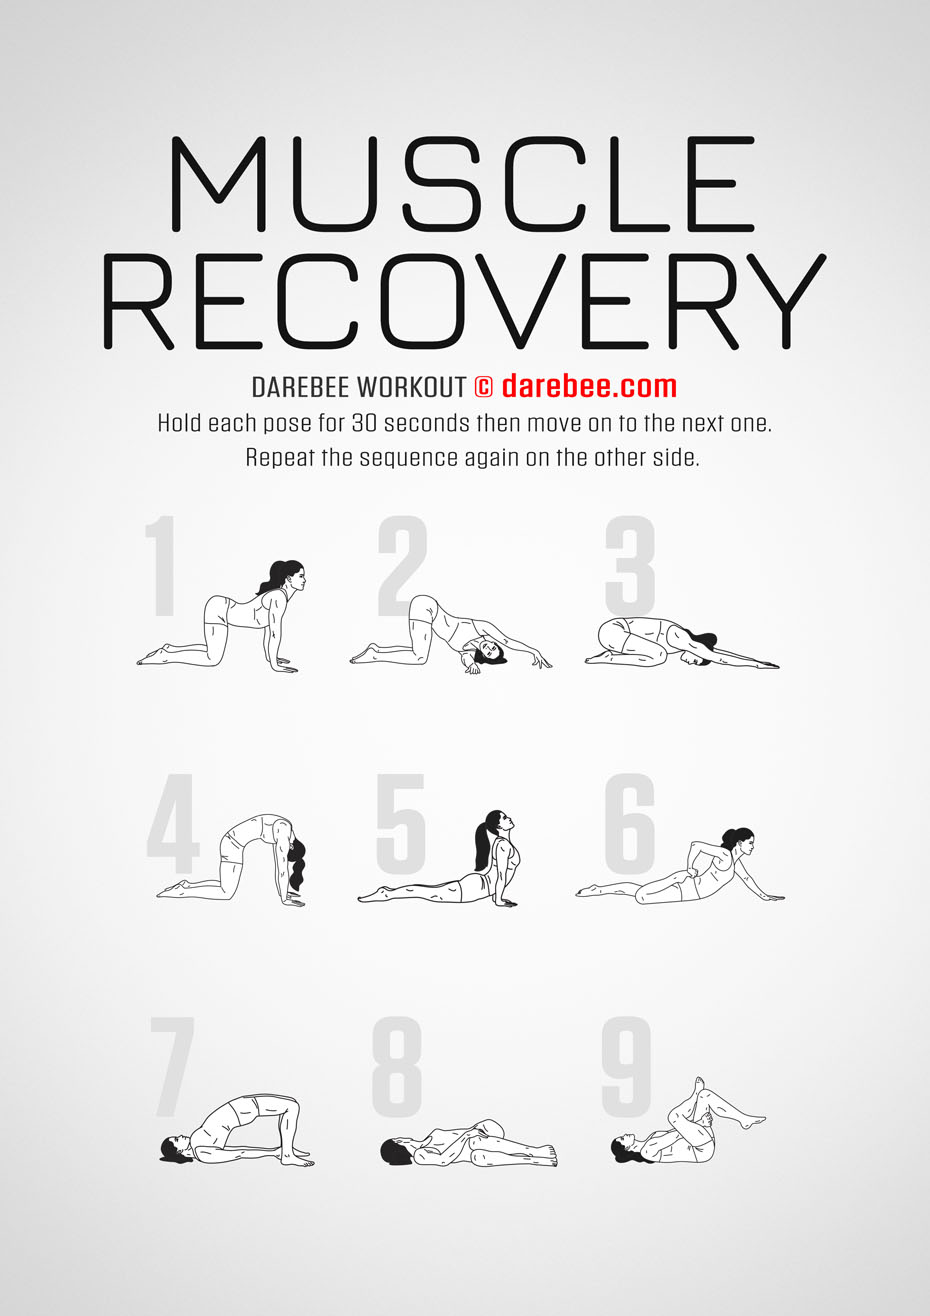 MUSCLE
RECOVERY
DAREBEE WORKOUT © darebee.com
Hold each pose for 30 seconds then move on to the next one.
Repeat the sequence again on the other side.
1 2 3
4 5 6
7 8 9